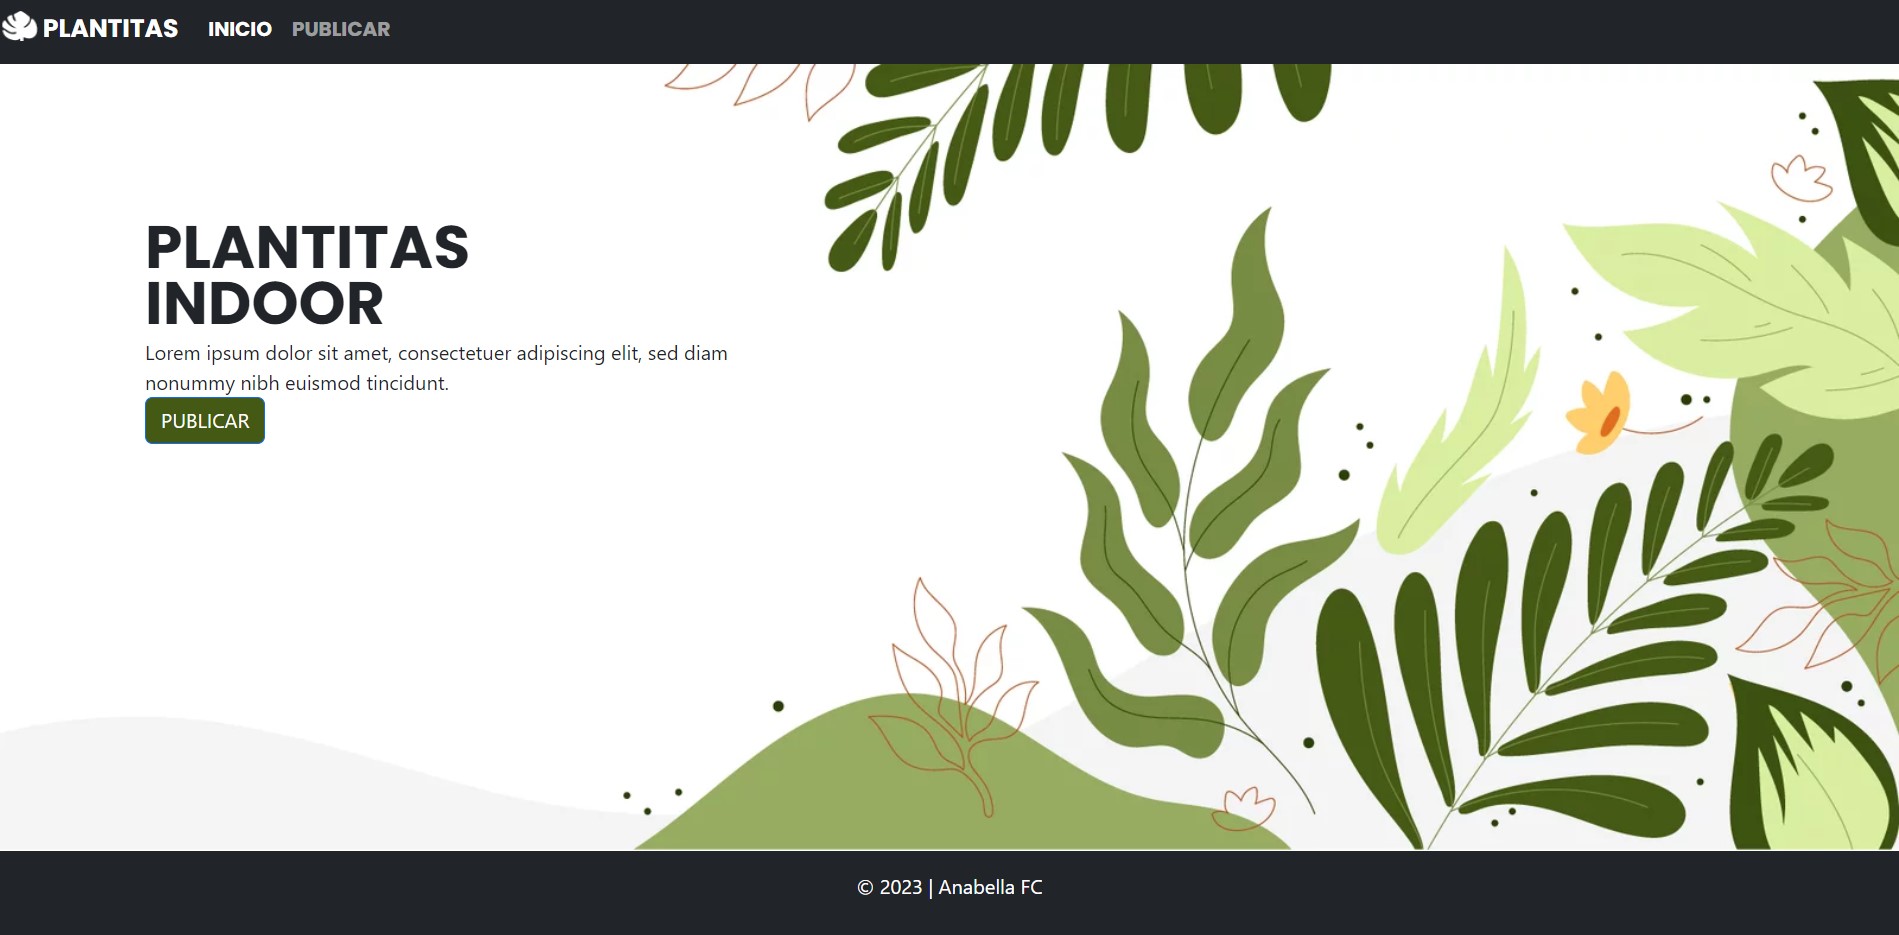 PLANTITAS INICIO PUBLICAR
PLANTITAS
INDOOR
Lorem ipsum dolor sit amet, consectetuer adipiscing elit, sed diam
nonummy nibh euismod tincidunt.
PUBLICAR
© 2023 | Anabella FC